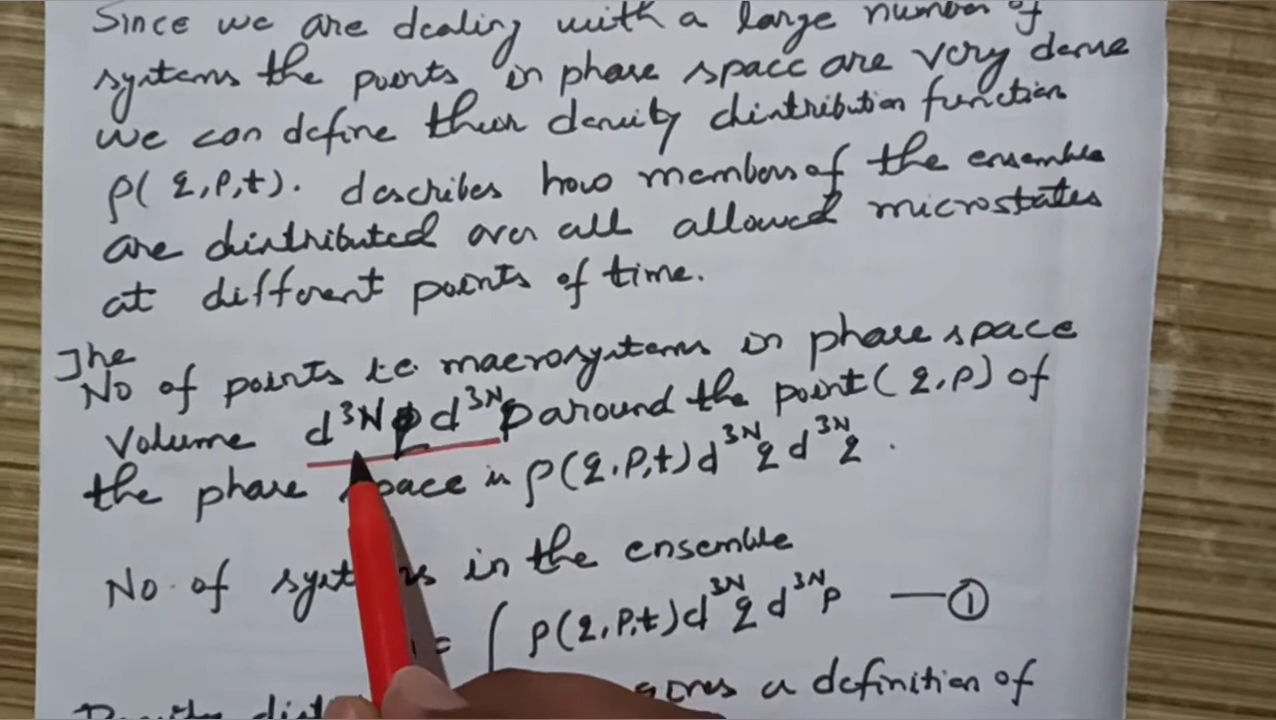 Since we are dealing with a large number of
systems the points in phase space are very dense
we can define their density distribution function
ρ( q,p,t). describes how members of the ensemble
are distributed over all allowed microstates
at different points of time.
The
No of points i.e. macrosystems in phase space
Volume d^3N q d^3N p around the point (q,p) of
the phase space is ρ(q,p,t) d^3N q d^3N q .
No. of systems in the ensemble
= ∫ ρ(q,p,t) d^3N q d^3N p — ①
a definition of